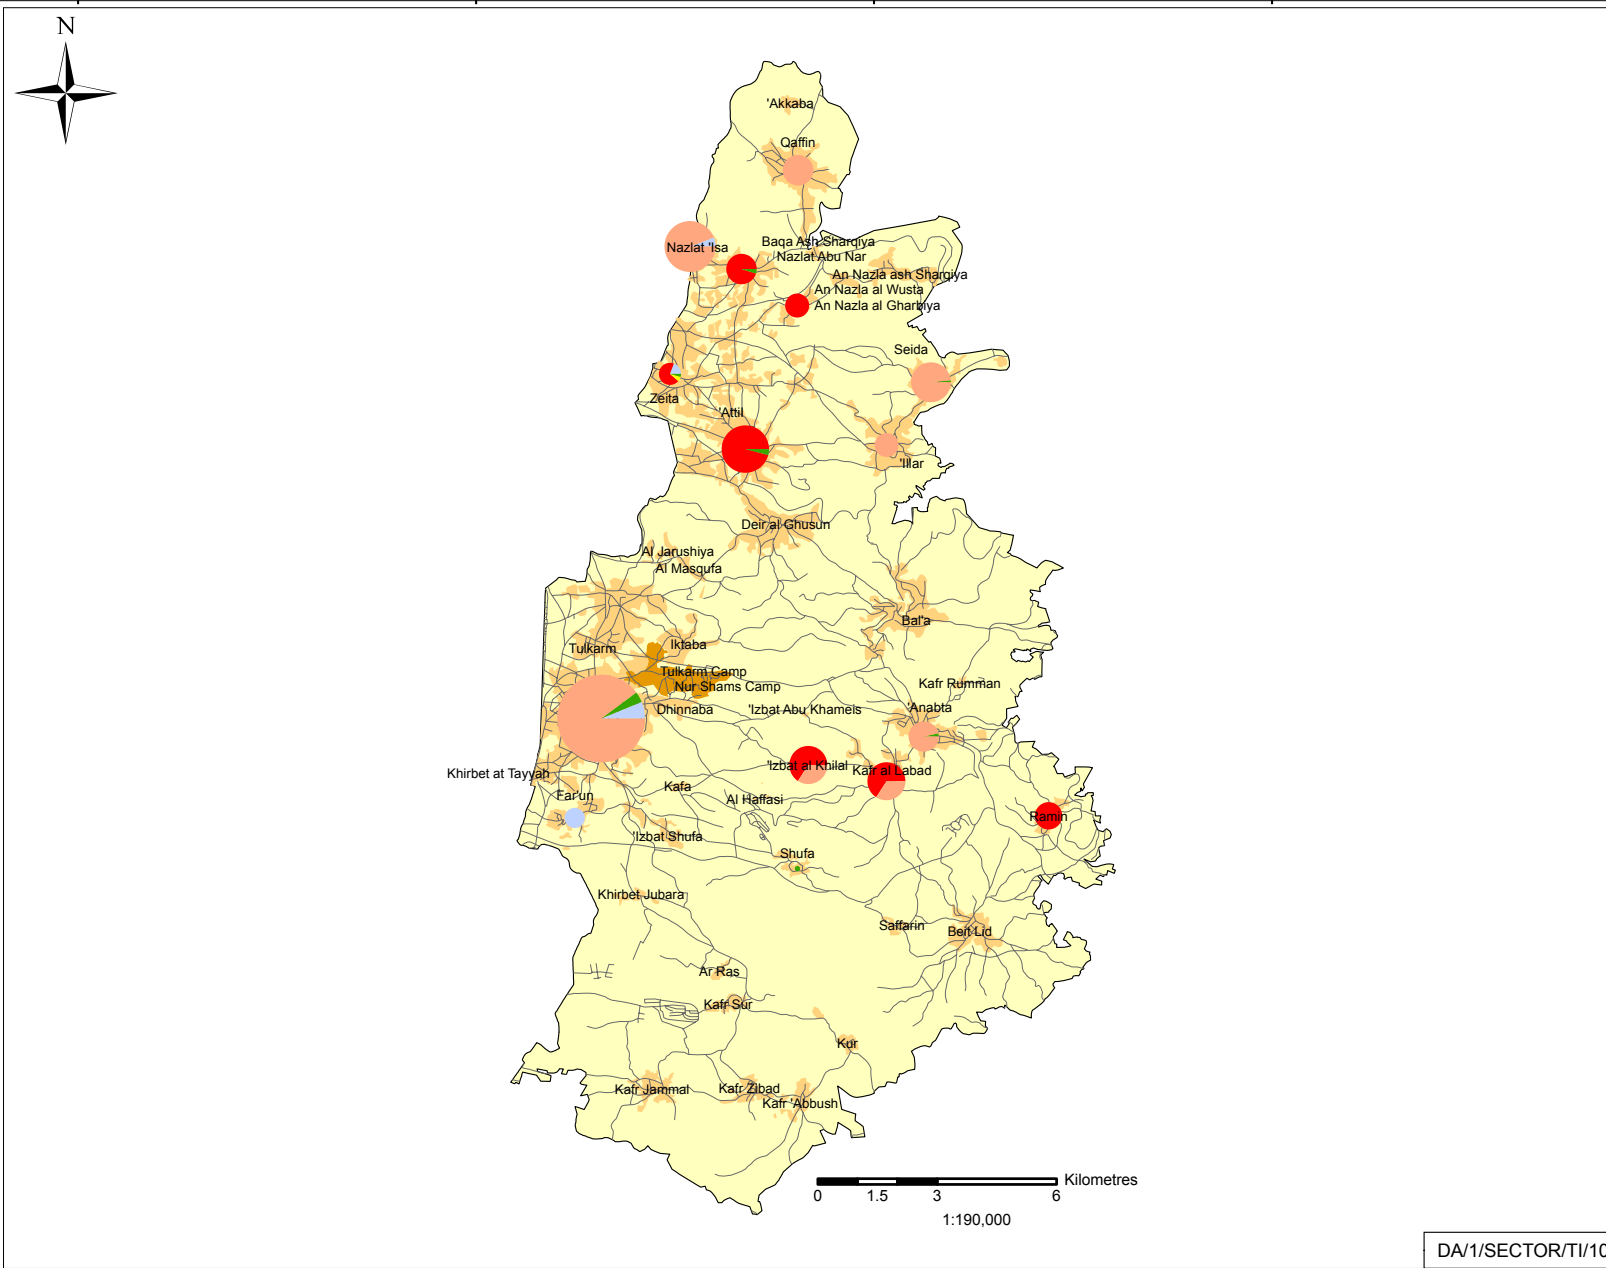 N
'Akkaba
Qaffin
Nazlat 'Isa
Baqa Ash Sharqiya
Nazlat Abu Nar
An Nazla ash Sharqiya
An Nazla al Wusta
An Nazla al Gharbiya
Seida
Zeita
'Attil
'Illar
Deir al Ghusun
Al Jarushiya
Al Masqufa
Bal'a
Iktaba
Tulkarm
Tulkarm Camp
Nur Shams Camp
Kafr Rumman
Dhinnaba
'Izbat Abu Khameis
'Anabta
'Izbat al Khilal
Kafr al Labad
Khirbet at Tayyah
Kafa
Far'un
Al Haffasi
Ramin
'Izbat Shufa
Shufa
Khirbet Jubara
Saffarin
Beit Lid
Ar Ras
Kafr Sur
Kur
Kafr Jammal
Kafr Zibad
Kafr 'Abbush
Kilometres
0 1.5 3 6
1:190,000
DA/1/SECTOR/TI/10